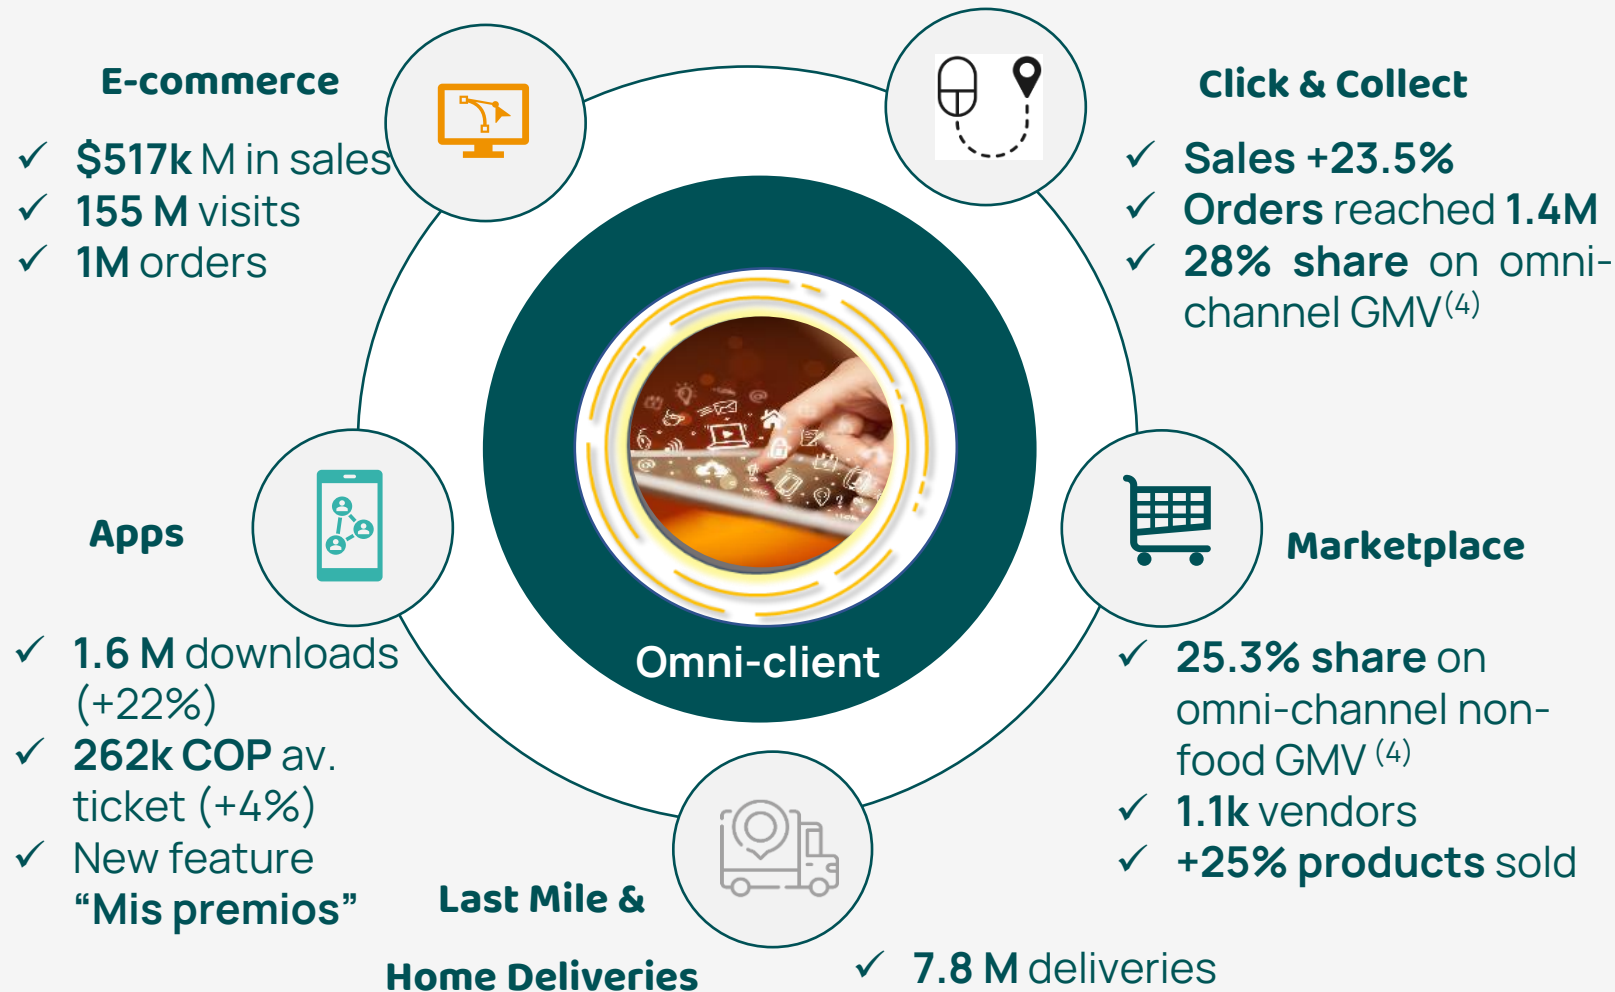 E-commerce
✓ $517k M in sales
✓ 155 M visits
✓ 1M orders
Click & Collect
✓ Sales +23.5%
✓ Orders reached 1.4M
✓ 28% share on omni-
channel GMV(4)
Apps
✓ 1.6 M downloads
(+22%)
✓ 262k COP av.
ticket (+4%)
✓ New feature
“Mis premios”
Omni-client
Marketplace
✓ 25.3% share on
omni-channel non-
food GMV (4)
✓ 1.1k vendors
✓ +25% products sold
Last Mile &
Home Deliveries
✓ 7.8 M deliveries